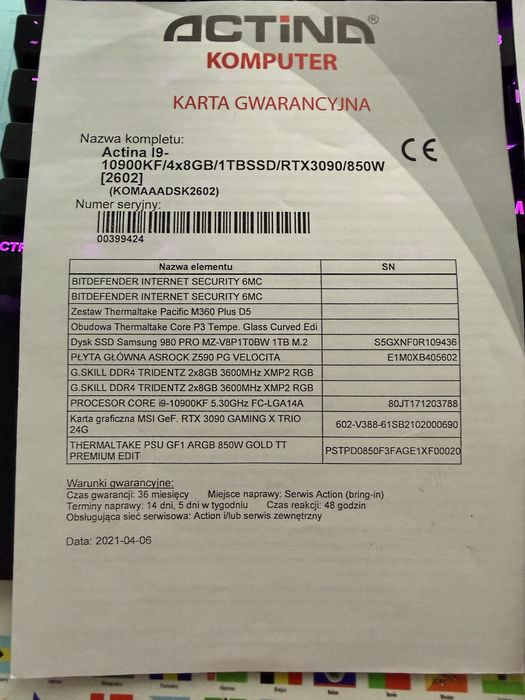 ACTINA®
KOMPUTER
KARTA GWARANCYJNA
Nazwa kompletu:
Actina I9-
10900KF/4x8GB/1TBSSD/RTX3090/850W
[2602]
(KOMAAADSK2602)
CE
Numer seryjny:
00399424
Nazwa elementu SN
BITDEFENDER INTERNET SECURITY 6MC
BITDEFENDER INTERNET SECURITY 6MC
Zestaw Thermaltake Pacific M360 Plus D5
Obudowa Thermaltake Core P3 Tempe. Glass Curved Edi
Dysk SSD Samsung 980 PRO MZ-V8P1T0BW 1TB M.2 S5GXNF0R109436
PŁYTA GŁÓWNA ASROCK Z590 PG VELOCITA E1M0XB405602
G.SKILL DDR4 TRIDENTZ 2x8GB 3600MHz XMP2 RGB
G.SKILL DDR4 TRIDENTZ 2x8GB 3600MHz XMP2 RGB
PROCESOR CORE i9-10900KF 5.30GHz FC-LGA14A 80JT171203788
Karta graficzna MSI GeF. RTX 3090 GAMING X TRIO
24G 602-V388-61SB2102000690
THERMALTAKE PSU GF1 ARGB 850W GOLD TT
PREMIUM EDIT PSTPD0850F3FAGE1XF00020
Warunki gwarancyjne:
Czas gwarancji: 36 miesięcy Miejsce naprawy: Serwis Action (bring-in)
Terminy naprawy: 14 dni, 5 dni w tygodniu Czas reakcji: 48 godzin
Obsługująca sieć serwisowa: Action i/lub serwis zewnętrzny
Data: 2021-04-06